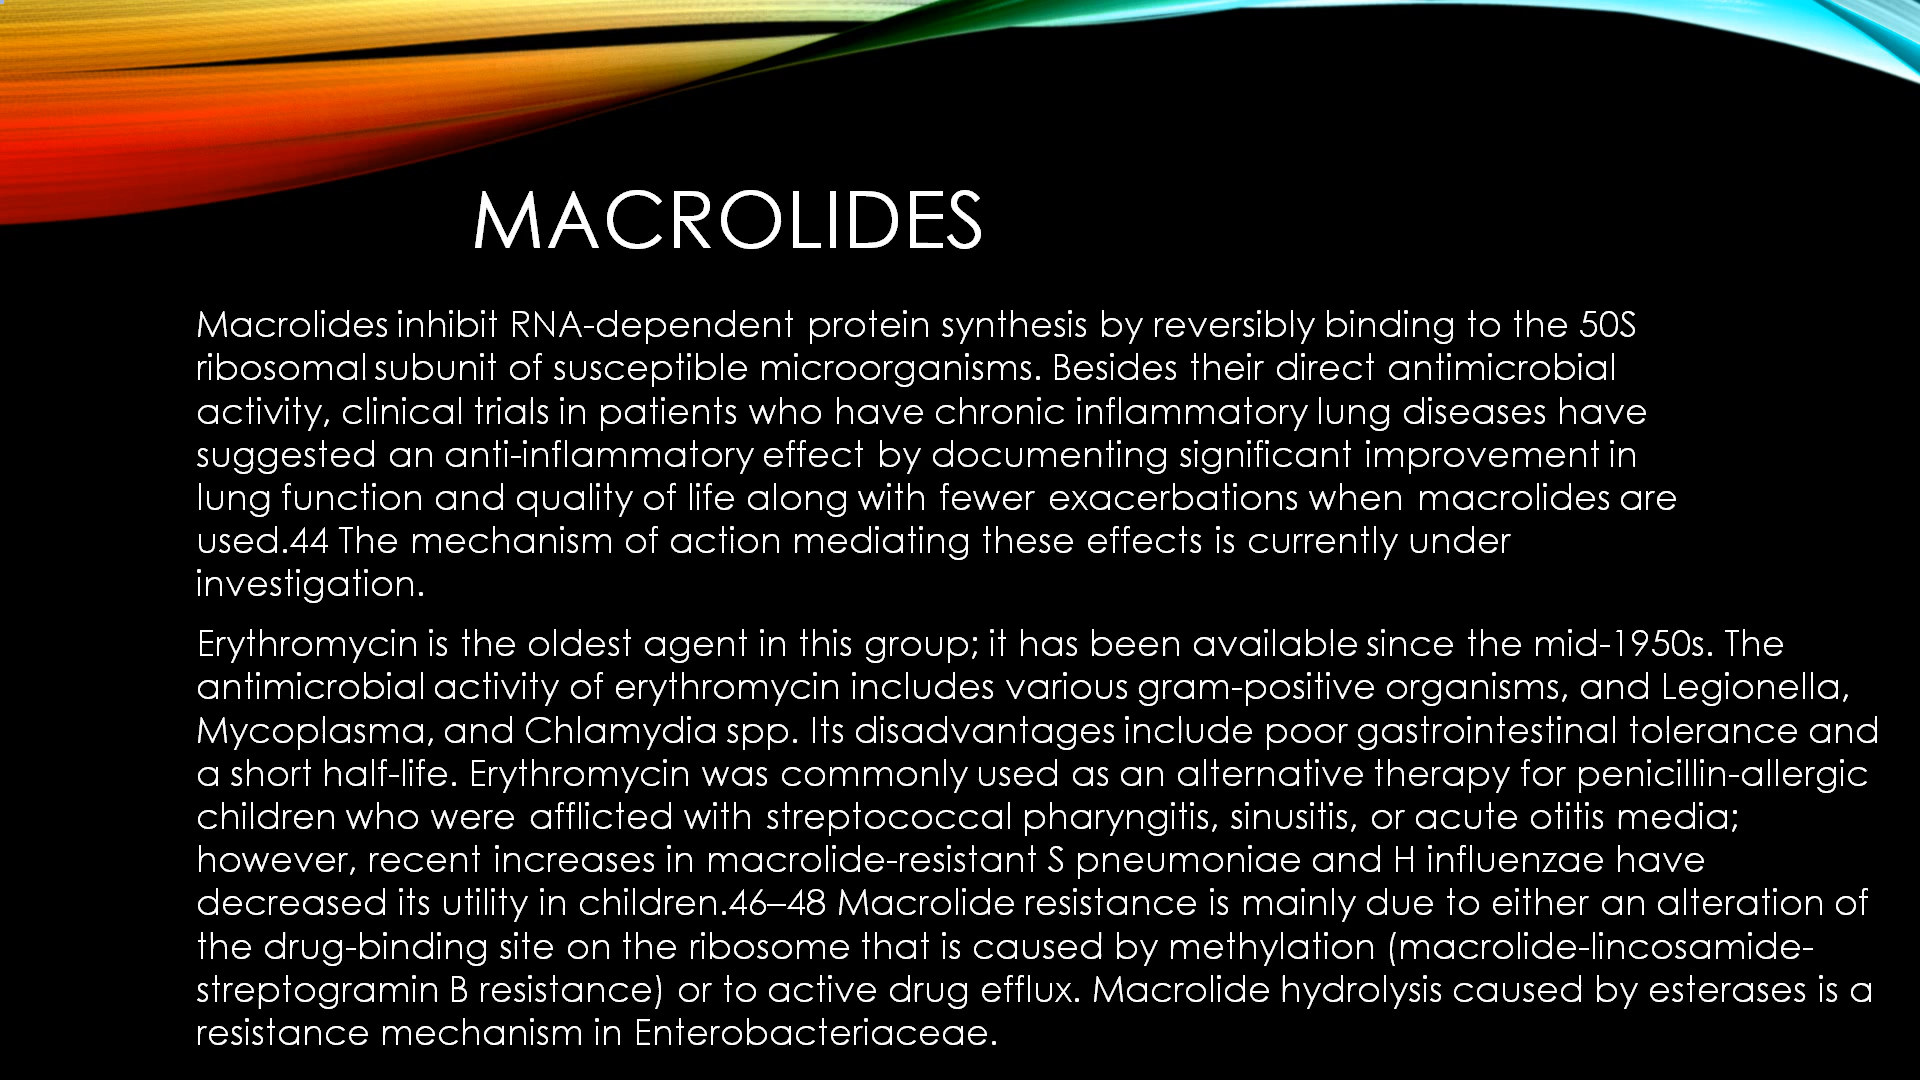 MACROLIDES
Macrolides inhibit RNA-dependent protein synthesis by reversibly binding to the 50S
ribosomal subunit of susceptible microorganisms. Besides their direct antimicrobial
activity, clinical trials in patients who have chronic inflammatory lung diseases have
suggested an anti-inflammatory effect by documenting significant improvement in
lung function and quality of life along with fewer exacerbations when macrolides are
used.44 The mechanism of action mediating these effects is currently under
investigation.
Erythromycin is the oldest agent in this group; it has been available since the mid-1950s. The
antimicrobial activity of erythromycin includes various gram-positive organisms, and Legionella,
Mycoplasma, and Chlamydia spp. Its disadvantages include poor gastrointestinal tolerance and
a short half-life. Erythromycin was commonly used as an alternative therapy for penicillin-allergic
children who were afflicted with streptococcal pharyngitis, sinusitis, or acute otitis media;
however, recent increases in macrolide-resistant S pneumoniae and H influenzae have
decreased its utility in children.46–48 Macrolide resistance is mainly due to either an alteration of
the drug-binding site on the ribosome that is caused by methylation (macrolide-lincosamide-
streptogramin B resistance) or to active drug efflux. Macrolide hydrolysis caused by esterases is a
resistance mechanism in Enterobacteriaceae.